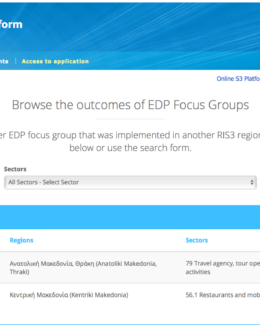 form
nts | Access to application
Online S3 Platfo
Browse the outcomes of EDP Focus Groups
er EDP focus group that was implemented in another RIS3 region
below or use the search form.
Sectors
All Sectors - Select Sector
Regions Sectors
Ανατολική Μακεδονία, Θράκη (Anatoliki Makedonia, Thraki) 79 Travel agency, tour ope
activities
Κεντρική Μακεδονία (Kentriki Makedonia) 56.1 Restaurants and mob